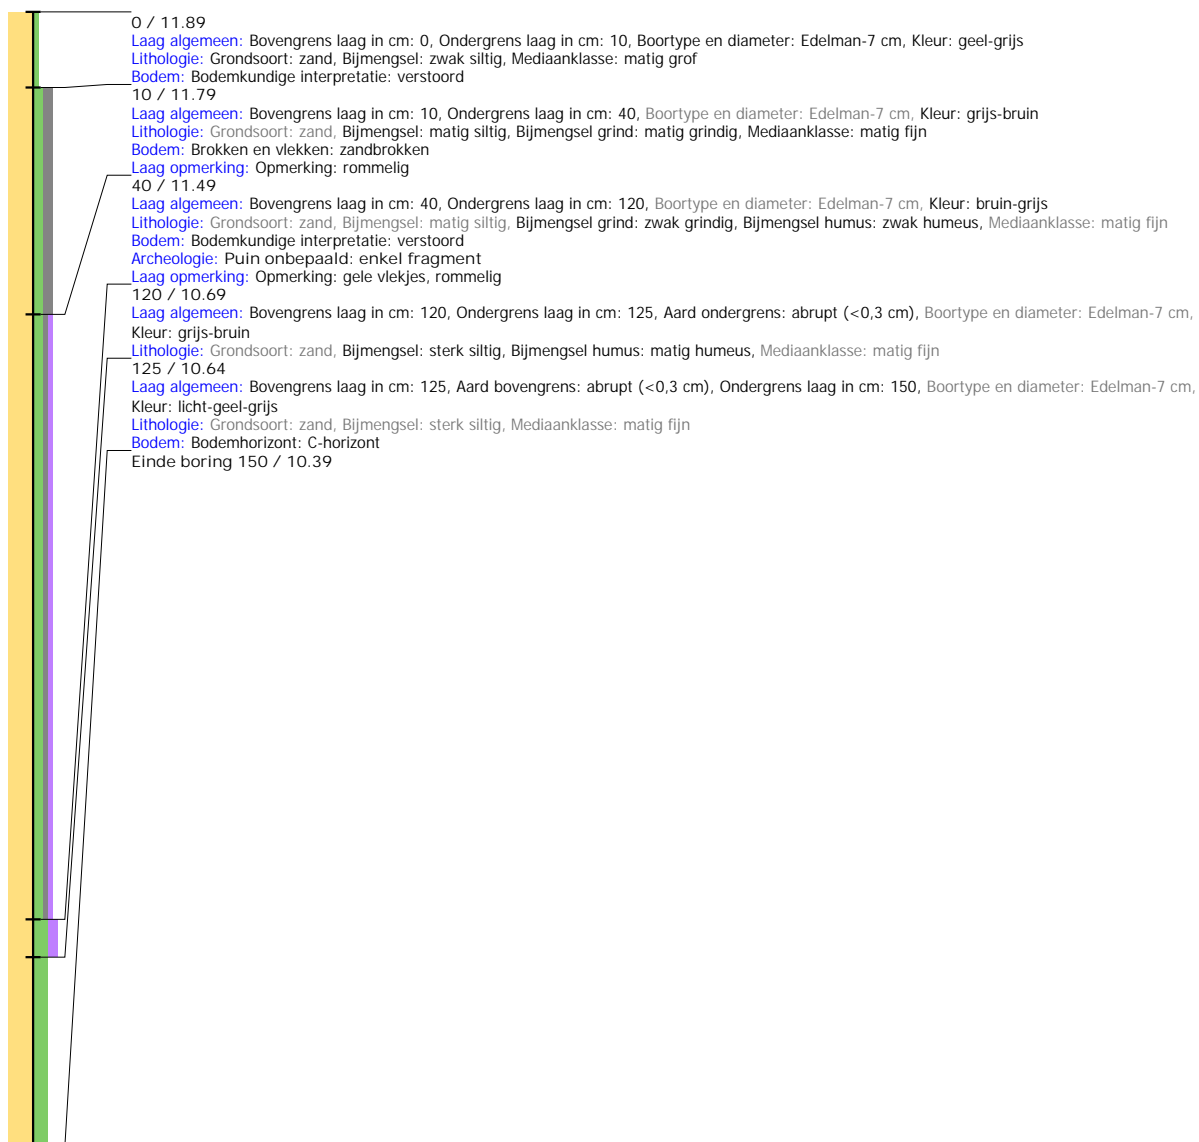 0 / 11.89
Laag algemeen: Bovengrens laag in cm: 0, Ondergrens laag in cm: 10, Boortype en diameter: Edelman-7 cm, Kleur: geel-grijs
Lithologie: Grondsoort: zand, Bijmengsel: zwak siltig, Mediaanklasse: matig grof
Bodem: Bodemkundige interpretatie: verstoord
10 / 11.79
Laag algemeen: Bovengrens laag in cm: 10, Ondergrens laag in cm: 40, Boortype en diameter: Edelman-7 cm, Kleur: grijs-bruin
Lithologie: Grondsoort: zand, Bijmengsel: matig siltig, Bijmengsel grind: matig grindig, Mediaanklasse: matig fijn
Bodem: Brokken en vlekken: zandbrokken
Laag opmerking: Opmerking: rommelig
40 / 11.49
Laag algemeen: Bovengrens laag in cm: 40, Ondergrens laag in cm: 120, Boortype en diameter: Edelman-7 cm, Kleur: bruin-grijs
Lithologie: Grondsoort: zand, Bijmengsel: matig siltig, Bijmengsel grind: zwak grindig, Bijmengsel humus: zwak humeus, Mediaanklasse: matig fijn
Bodem: Bodemkundige interpretatie: verstoord
Archeologie: Puin onbepaald: enkel fragment
Laag opmerking: Opmerking: gele vlekjes, rommelig
120 / 10.69
Laag algemeen: Bovengrens laag in cm: 120, Ondergrens laag in cm: 125, Aard ondergrens: abrupt (<0,3 cm), Boortype en diameter: Edelman-7 cm,
Kleur: grijs-bruin
Lithologie: Grondsoort: zand, Bijmengsel: sterk siltig, Bijmengsel humus: matig humeus, Mediaanklasse: matig fijn
125 / 10.64
Laag algemeen: Bovengrens laag in cm: 125, Aard bovengrens: abrupt (<0,3 cm), Ondergrens laag in cm: 150, Boortype en diameter: Edelman-7 cm,
Kleur: licht-geel-grijs
Lithologie: Grondsoort: zand, Bijmengsel: sterk siltig, Mediaanklasse: matig fijn
Bodem: Bodemhorizont: C-horizont
Einde boring 150 / 10.39